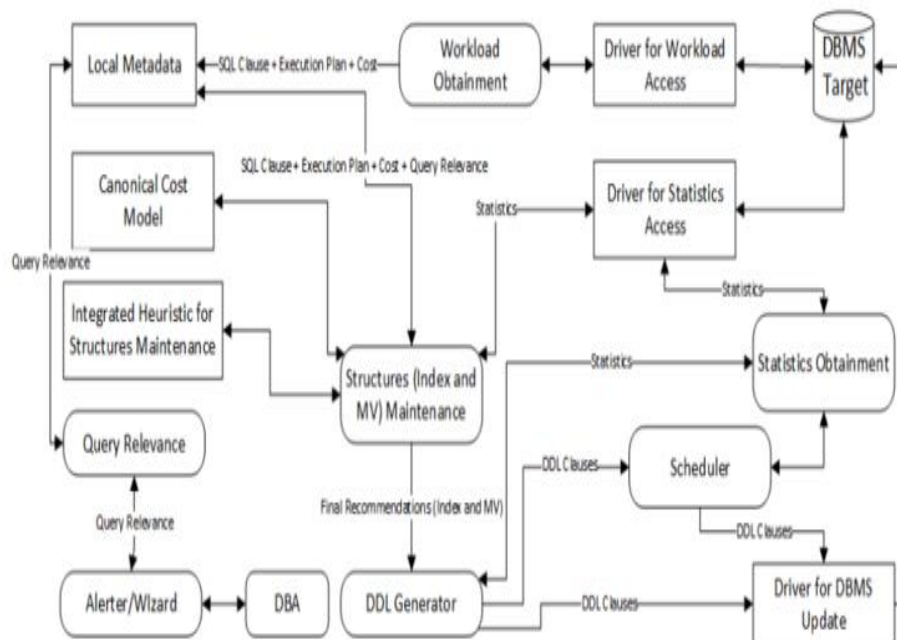 Local Metadata
SQL Clause + Execution Plan + Cost
Workload
Obtainment
Driver for Workload
Access
DBMS
Target
SQL Clause + Execution Plan + Cost + Query Relevance
Canonical Cost
Model
Statistics
Driver for Statistics
Access
Query Relevance
Statistics
Integrated Heuristic for
Structures Maintenance
Structures (Index and
MV) Maintenance
Statistics
Statistics Obtainment
Query Relevance
DDL Clauses
Scheduler
Final Recommendations (Index and MV)
Query Relevance
DDL Clauses
Alerter/WIzard
DBA
DDL Generator
DDL Clauses
Driver for DBMS
Update